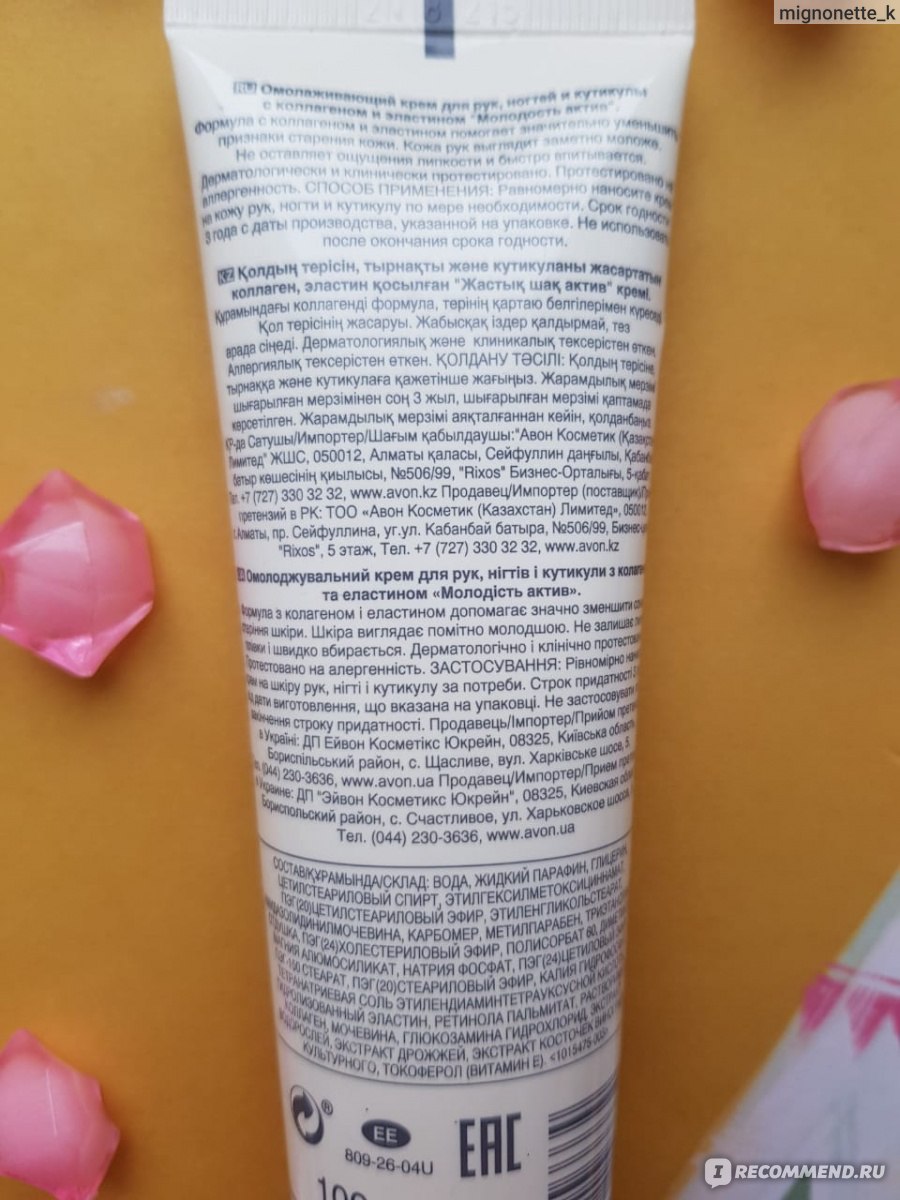 mignonette_k
RU Омолаживающий крем для рук, ногтей и кутикулы
с коллагеном и эластином "Молодость актив".
Формула с коллагеном и эластином помогает значительно уменьшить
признаки старения кожи. Кожа рук выглядит заметно моложе.
Не оставляет ощущения липкости и быстро впитывается.
Дерматологически и клинически протестировано. Протестировано на
аллергенность. СПОСОБ ПРИМЕНЕНИЯ: Равномерно наносите крем
на кожу рук, ногти и кутикулу по мере необходимости. Срок годности
3 года с даты производства, указанной на упаковке. Не использовать
после окончания срока годности.
KZ Қолдың терісін, тырнақты және кутикуланы жасартатын
коллаген, эластин қосылған "Жастық шақ актив" кремі.
Құрамындағы коллагенді формула, терінің қартаю белгілерімен күреседі
Қол терісінің жасаруы. Жабысқақ іздер қалдырмай, тез
арада сіңеді. Дерматологиялық және клиникалық тексерістен өткен.
Аллергиялық тексерістен өткен. ҚОЛДАНУ ТӘСІЛІ: Қолдың терісіне,
тырнаққа және кутикулаға қажетінше жағыңыз. Жарамдылық мерзімі
шығарылған мерзімінен соң 3 жыл, шығарылған мерзімі қаптамада
көрсетілген. Жарамдылық мерзімі аяқталғаннан кейін, қолданбаңыз
ҚР-да Сатушы/Импортер/Шағым қабылдаушы:"Авон Косметик (Қазақстан)
Лимитед" ЖШС, 050012, Алматы қаласы, Сейфуллин даңғылы, Қабанбай
батыр көшесінің қиылысы, №506/99, "Rixos" Бизнес-Орталығы, 5-қабат
Тел. +7 (727) 330 32 32, www.avon.kz Продавец/Импортер (поставщик)/
претензий в РК: ТОО «Авон Косметик (Казахстан) Лимитед», 050012,
г.Алматы, пр. Сейфуллина, уг.ул. Кабанбай батыра, №506/99, Бизнес-
"Rixos", 5 этаж, Тел. +7 (727) 330 32 32, www.avon.kz
Омолоджувальний крем для рук, нігтів і кутикули з
та еластином «Молодість актив».
Формула з колагеном і еластином допомагає значно зменшити
старіння шкіри. Шкіра виглядає помітно молодшою. Не залишає
і швидко вбирається. Дерматологічно і клінічно протестовано
Протестовано на алергенність. ЗАСТОСУВАННЯ: Рівномірно
крем на шкіру рук, нігті і кутикулу за потреби. Строк придатності 3
від дати виготовлення, що вказана на упаковці. Не застосовувати
закінчення строку придатності. Продавець/Імпортер/Прийом
в Україні: ДП Ейвон Косметікс Юкрейн, 08325, Київська область
Бориспільський район, с. Щасливе, вул. Харківське шосе, 5.
(044) 230-3636, www.avon.ua Продавец/Импортер/Прием
в Украине: ДП "Эйвон Косметикс Юкрейн", 08325, Киевская
Бориспольский район, с. Счастливое, ул. Харьковское шоссе,
Тел. (044) 230-3636, www.avon.ua
СОСТАВ/ҚҰРАМЫНДА/СКЛАД: ВОДА, ЖИДКИЙ ПАРАФИН, ГЛИЦЕРИН,
ЦЕТИЛСТЕАРИЛОВЫЙ СПИРТ, ЭТИЛГЕКСИЛМЕТОКСИЦИННАМАТ,
ПЭГ(20)ЦЕТИЛСТЕАРИЛОВЫЙ ЭФИР, ЭТИЛЕНГЛИКОЛЬСТЕАРАТ,
ИМИДАЗОЛИДИНИЛМОЧЕВИНА, КАРБОМЕР, МЕТИЛПАРАБЕН,
ОТДУШКА, ПЭГ(24)ХОЛЕСТЕРИЛОВЫЙ ЭФИР, ПОЛИСОРБАТ 60,
МАГНИЯ АЛЮМОСИЛИКАТ, НАТРИЯ ФОСФАТ, ПЭГ(24)ЦЕТИЛОВЫЙ
ПЭГ-100 СТЕАРАТ, ПЭГ(20)СТЕАРИЛОВЫЙ ЭФИР, КАЛИЯ
ТЕТРАНАТРИЕВАЯ СОЛЬ ЭТИЛЕНДИАМИНТЕТРАУКСУСНОЙ
ГИДРОЛИЗОВАННЫЙ ЭЛАСТИН, РЕТИНОЛА ПАЛЬМИТАТ,
КОЛЛАГЕН, МОЧЕВИНА, ГЛЮКОЗАМИНА ГИДРОХЛОРИД,
ВОДОРОСЛЕЙ, ЭКСТРАКТ ДРОЖЖЕЙ, ЭКСТРАКТ КОСТОЧЕК
КУЛЬТУРНОГО, ТОКОФЕРОЛ (ВИТАМИН Е).
®
EE
809-26-04U
EAC
100
I RECOMMEND.RU